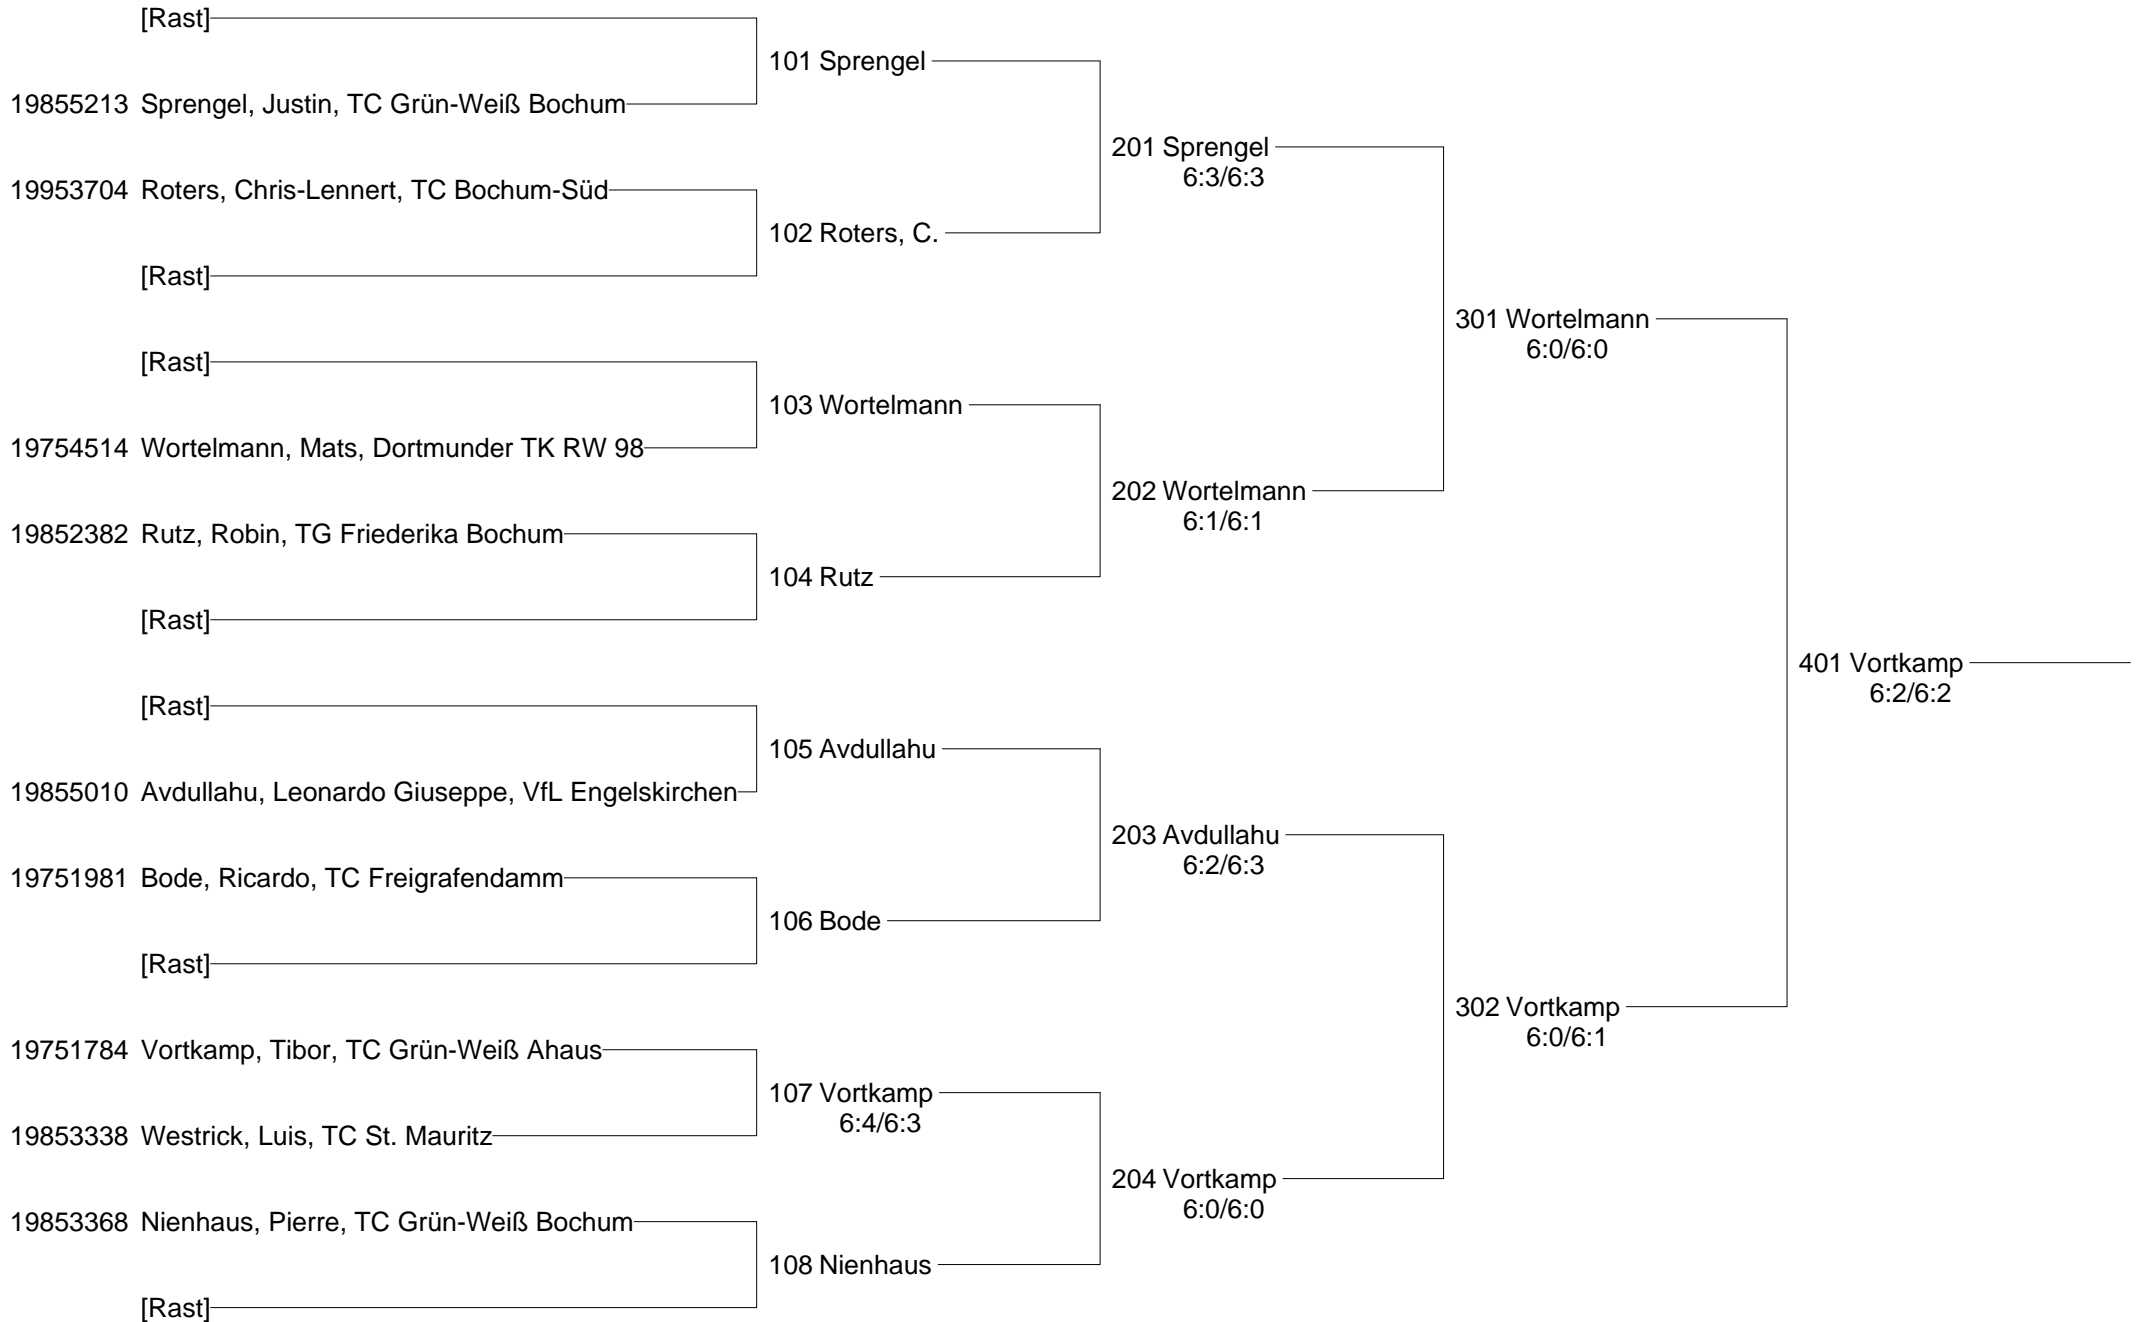 [Rast]
101 Sprengel
19855213 Sprengel, Justin, TC Grün-Weiß Bochum
201 Sprengel
6:3/6:3
19953704 Roters, Chris-Lennert, TC Bochum-Süd
102 Roters, C.
[Rast]
301 Wortelmann
6:0/6:0
[Rast]
103 Wortelmann
19754514 Wortelmann, Mats, Dortmunder TK RW 98
202 Wortelmann
6:1/6:1
19852382 Rutz, Robin, TG Friederika Bochum
104 Rutz
[Rast]
401 Vortkamp
6:2/6:2
[Rast]
105 Avdullahu
19855010 Avdullahu, Leonardo Giuseppe, VfL Engelskirchen
203 Avdullahu
6:2/6:3
19751981 Bode, Ricardo, TC Freigrafendamm
106 Bode
[Rast]
302 Vortkamp
6:0/6:1
19751784 Vortkamp, Tibor, TC Grün-Weiß Ahaus
107 Vortkamp
6:4/6:3
19853338 Westrick, Luis, TC St. Mauritz
204 Vortkamp
6:0/6:0
19853368 Nienhaus, Pierre, TC Grün-Weiß Bochum
108 Nienhaus
[Rast]